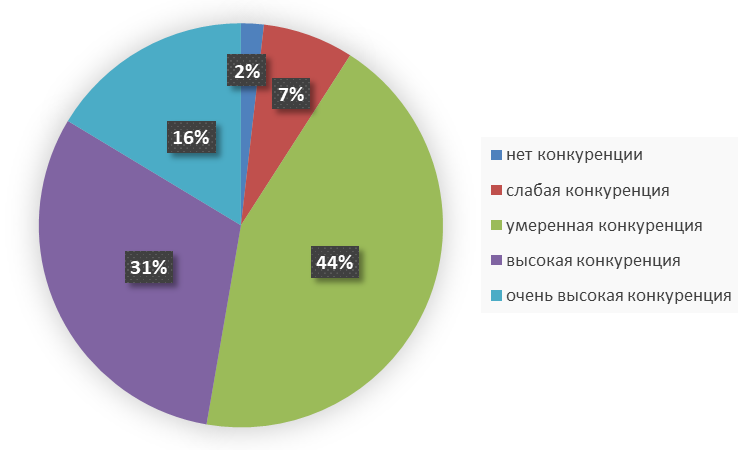 2%
7%
16%
44%
31%
нет конкуренции
слабая конкуренция
умеренная конкуренция
высокая конкуренция
очень высокая конкуренция